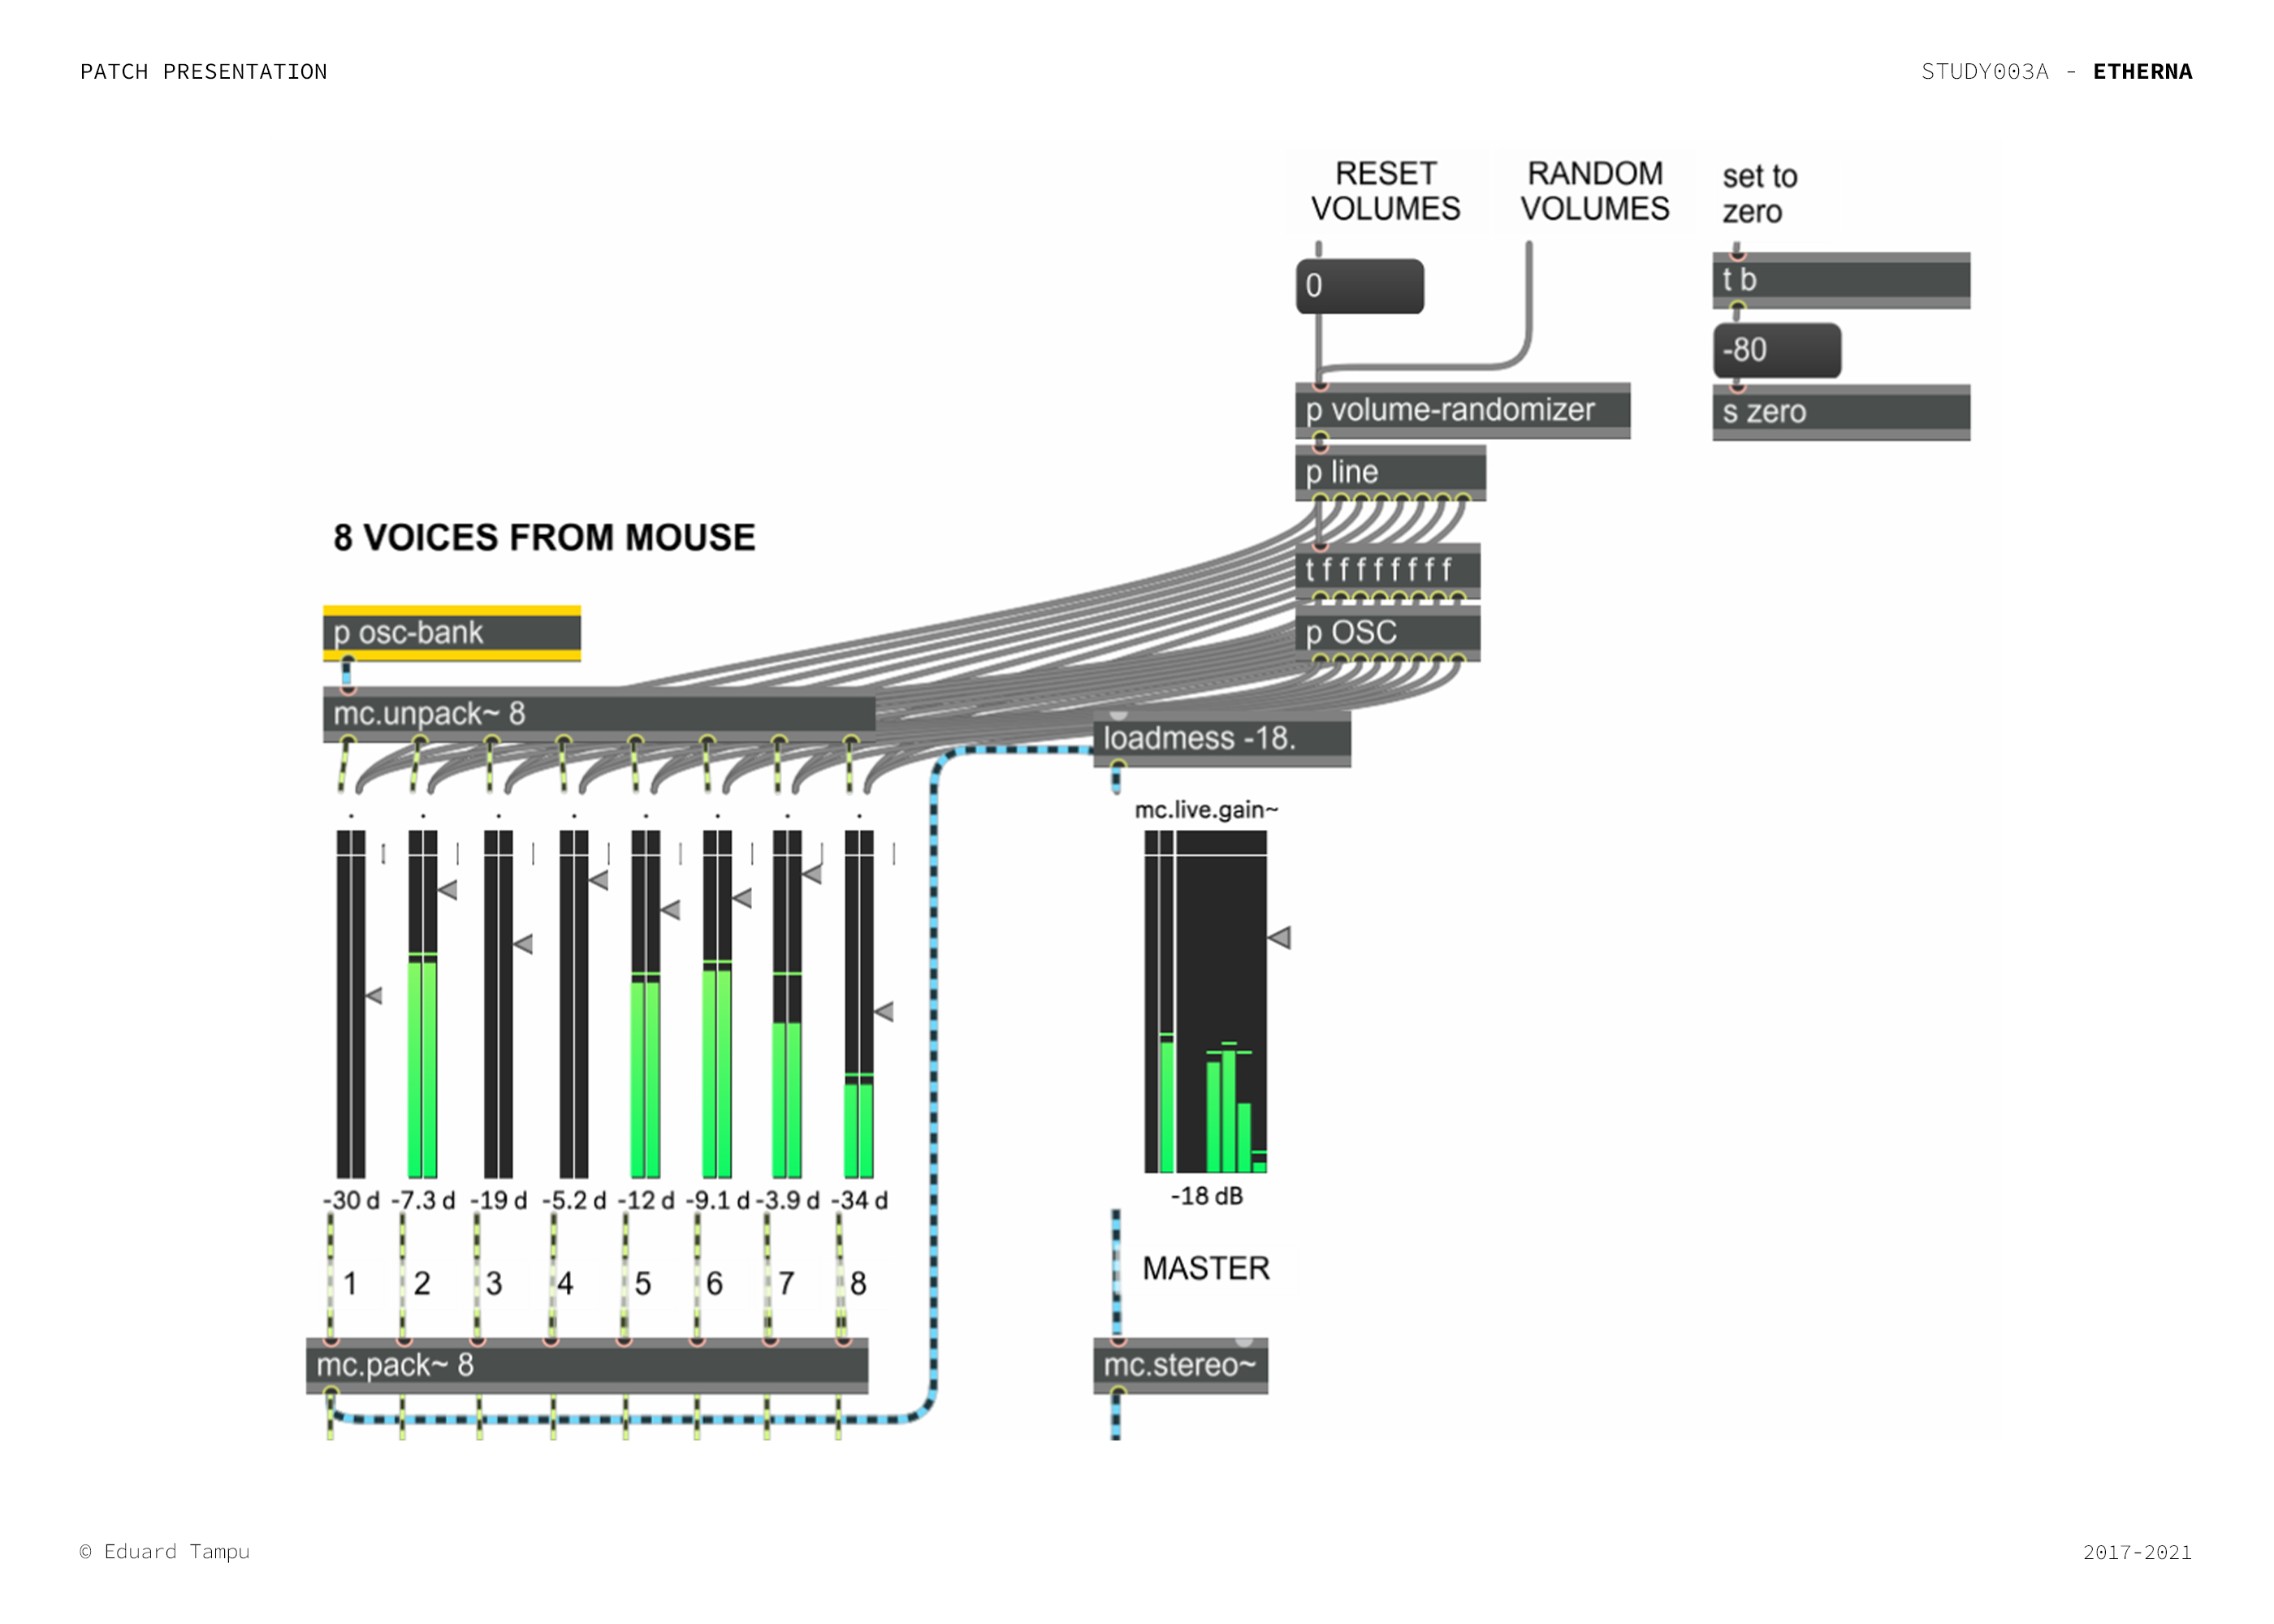 PATCH PRESENTATION
STUDY003A - ETHERNA
RESET
VOLUMES
RANDOM
VOLUMES
set to
zero
0
t b
-80
p volume-randomizer
s zero
p line
8 VOICES FROM MOUSE
t f f f f f f f f
p osc-bank
p OSC
mc.unpack~ 8
loadmess -18.
mc.live.gain~
-30 d -7.3 d -19 d -5.2 d -12 d -9.1 d -3.9 d -34 d
-18 dB
1 2 3 4 5 6 7 8
MASTER
mc.pack~ 8
mc.stereo~
© Eduard Tampu
2017-2021